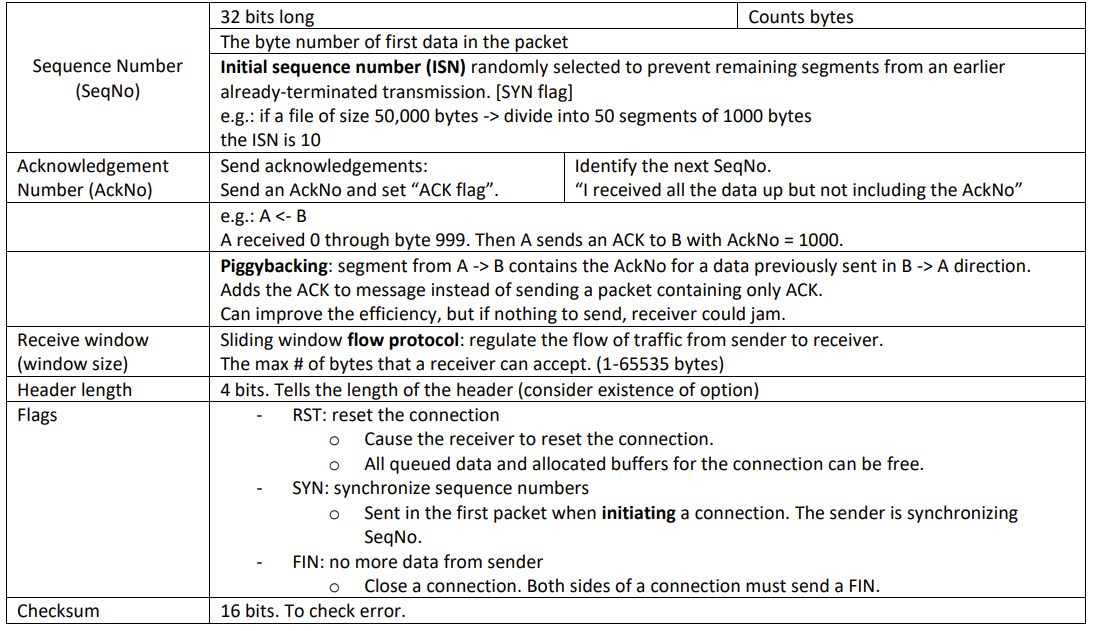 Sequence Number
(SeqNo)
32 bits long
Counts bytes
The byte number of first data in the packet
Initial sequence number (ISN) randomly selected to prevent remaining segments from an earlier
already-terminated transmission. [SYN flag]
e.g.: if a file of size 50,000 bytes -> divide into 50 segments of 1000 bytes
the ISN is 10
Acknowledgement
Number (AckNo)
Send acknowledgements:
Send an AckNo and set “ACK flag”.
Identify the next SeqNo.
“I received all the data up but not including the AckNo”
e.g.: A <- B
A received 0 through byte 999. Then A sends an ACK to B with AckNo = 1000.
Piggybacking: segment from A -> B contains the AckNo for a data previously sent in B -> A direction.
Adds the ACK to message instead of sending a packet containing only ACK.
Can improve the efficiency, but if nothing to send, receiver could jam.
Receive window
(window size)
Sliding window flow protocol: regulate the flow of traffic from sender to receiver.
The max # of bytes that a receiver can accept. (1-65535 bytes)
Header length
4 bits. Tells the length of the header (consider existence of option)
Flags
- RST: reset the connection
o Cause the receiver to reset the connection.
o All queued data and allocated buffers for the connection can be free.
- SYN: synchronize sequence numbers
o Sent in the first packet when initiating a connection. The sender is synchronizing
SeqNo.
- FIN: no more data from sender
o Close a connection. Both sides of a connection must send a FIN.
Checksum
16 bits. To check error.